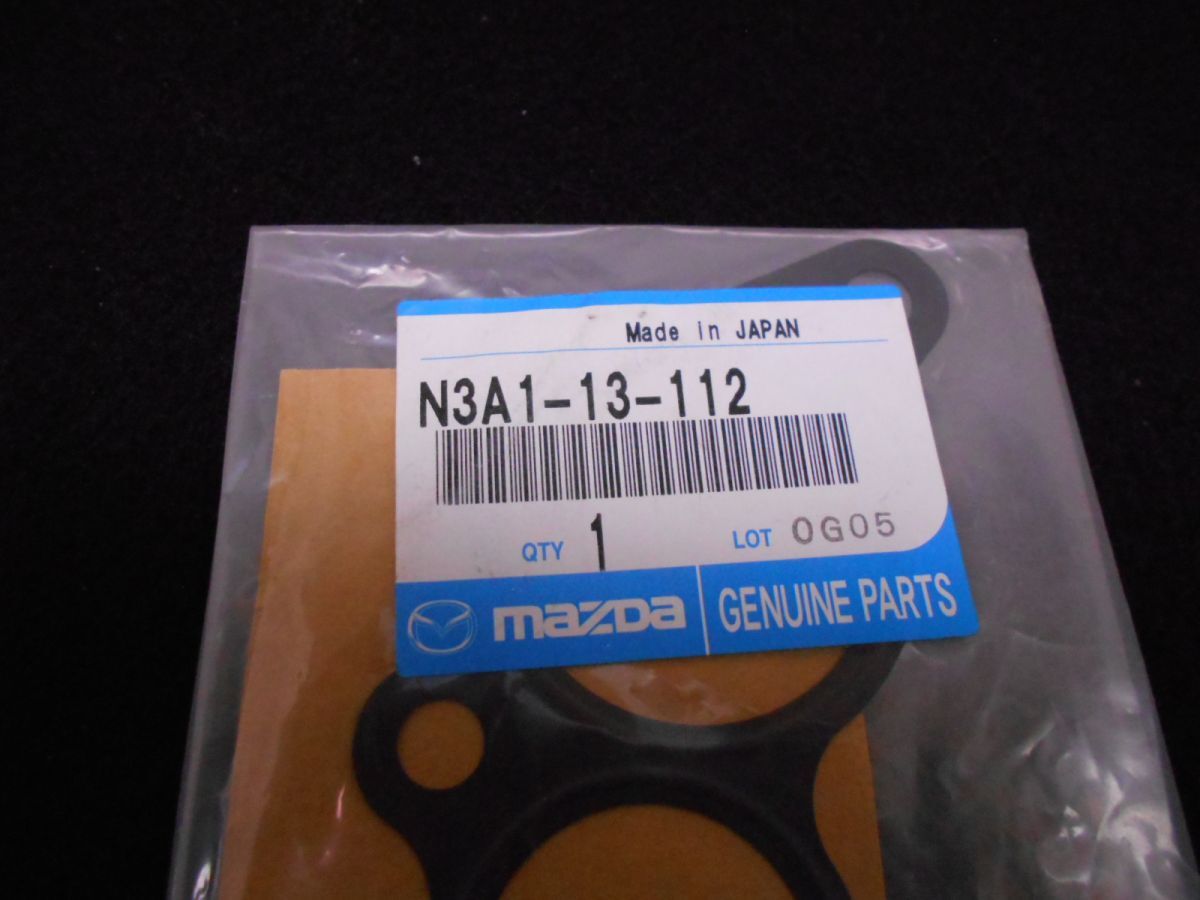 Made in JAPAN
N3A1-13-112
QTY 1 LOT 0G05
mazda GENUINE PARTS